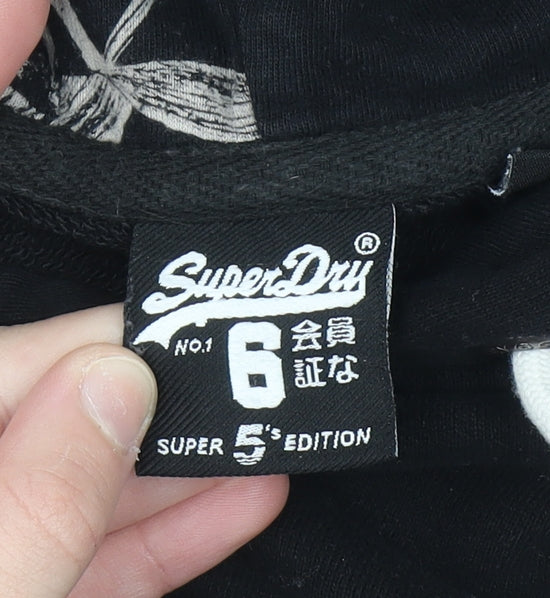 SuperDry®
NO.1 6 会員
証な
SUPER 5's EDITION